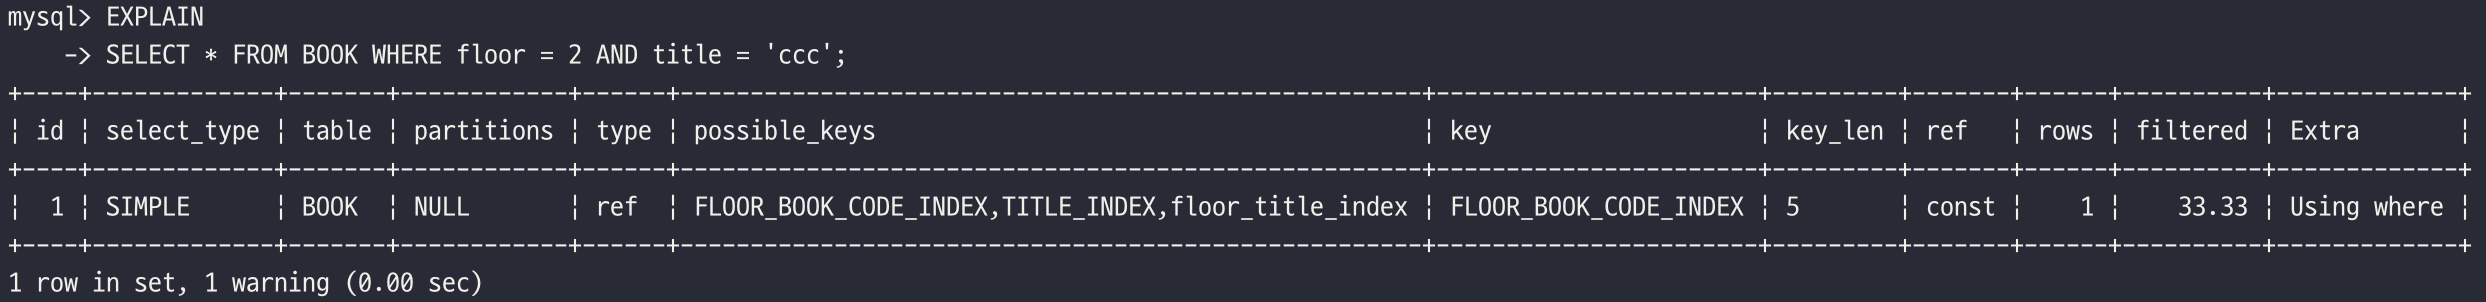 mysql> EXPLAIN
    -> SELECT * FROM BOOK WHERE floor = 2 AND title = 'ccc';
+----+-------------+-------+------------+------+-----------------------------------------------------+-----------------------+---------+-------+------+----------+-------------+
| id | select_type | table | partitions | type | possible_keys                                       | key                   | key_len | ref   | rows | filtered | Extra       |
+----+-------------+-------+------------+------+-----------------------------------------------------+-----------------------+---------+-------+------+----------+-------------+
|  1 | SIMPLE      | BOOK  | NULL       | ref  | FLOOR_BOOK_CODE_INDEX,TITLE_INDEX,floor_title_index | FLOOR_BOOK_CODE_INDEX | 5       | const |    1 |    33.33 | Using where |
+----+-------------+-------+------------+------+-----------------------------------------------------+-----------------------+---------+-------+------+----------+-------------+
1 row in set, 1 warning (0.00 sec)